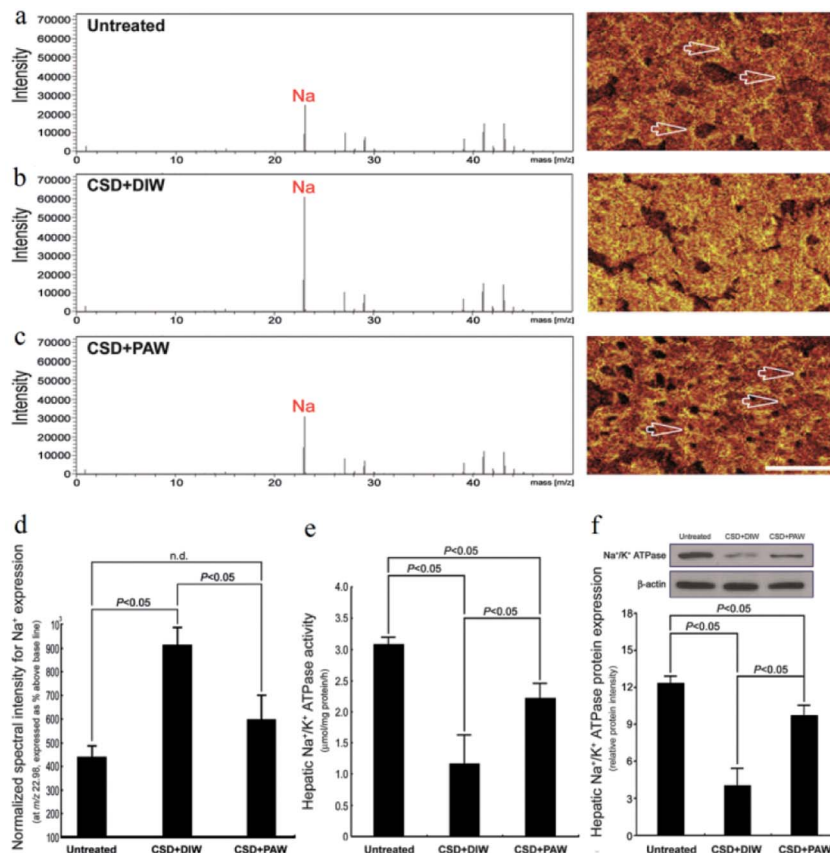 a
Untreated
Intensity
70000
60000
50000
40000
30000
20000
10000
0
Na
0
10
20
30
40
mass [m/z]
b
CSD+DIW
Intensity
70000
60000
50000
40000
30000
20000
10000
0
Na
0
10
20
30
40
mass [m/z]
c
CSD+PAW
Intensity
70000
60000
50000
40000
30000
20000
10000
0
Na
0
10
20
30
40
mass [m/z]
d
Normalized spectral intensity for Na⁺ expression
(at m/z 22.98, expressed as % above base line)
n.d.
P<0.05
P<0.05
900
800
700
600
500
400
300
200
100
Untreated
CSD+DIW
CSD+PAW
e
Hepatic Na⁺/K⁺ ATPase activity
(μmol/mg protein/h)
P<0.05
P<0.05
P<0.05
4.0
3.5
3.0
2.5
2.0
1.5
1.0
0.5
0
Untreated
CSD+DIW
CSD+PAW
f
Untreated
CSD+DIW
CSD+PAW
Na⁺/K⁺ ATPase
β-actin
Hepatic Na⁺/K⁺ ATPase protein expression
(relative protein intensity)
P<0.05
P<0.05
P<0.05
18
15
12
9
6
3
0
Untreated
CSD+DIW
CSD+PAW